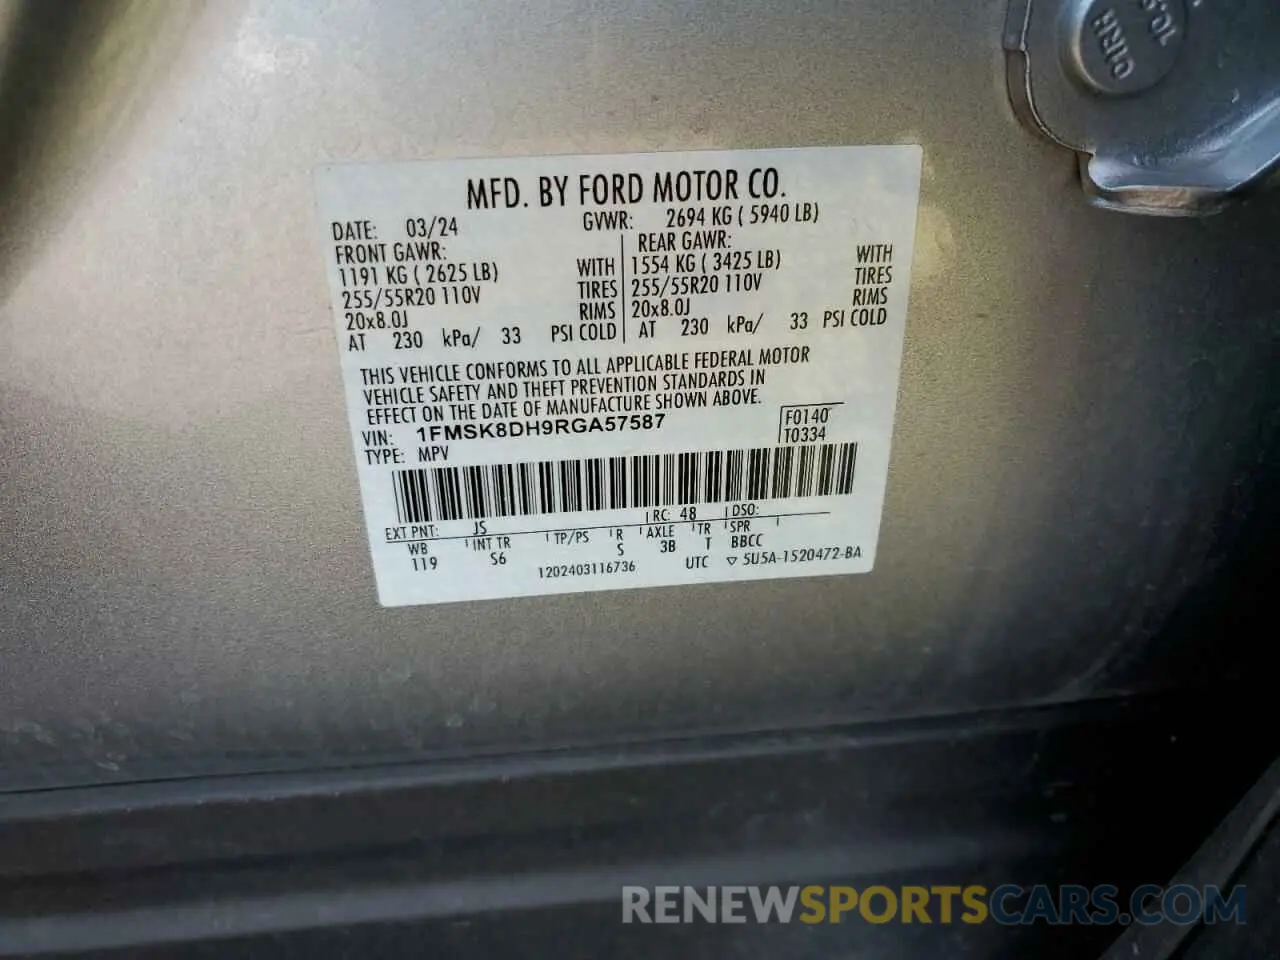 MFD. BY FORD MOTOR CO.
DATE: 03/24 GVWR: 2694 KG ( 5940 LB)
FRONT GAWR: REAR GAWR:
1191 KG ( 2625 LB) WITH 1554 KG ( 3425 LB) WITH
255/55R20 110V TIRES 255/55R20 110V TIRES
20x8.0J RIMS 20x8.0J RIMS
AT 230 kPa/ 33 PSI COLD AT 230 kPa/ 33 PSI COLD
THIS VEHICLE CONFORMS TO ALL APPLICABLE FEDERAL MOTOR
VEHICLE SAFETY AND THEFT PREVENTION STANDARDS IN
EFFECT ON THE DATE OF MANUFACTURE SHOWN ABOVE.
VIN: 1FMSK8DH9RGA57587 F0140
TYPE: MPV T0334
EXT PNT: JS RC: 48 DSO:
WB INT TR TP/PS R AXLE TR SPR
119 S6 S 3B T BBCC
1202403116736 UTC ▽ 5U5A-1520472-BA
RENEWSPORTSCARS.COM